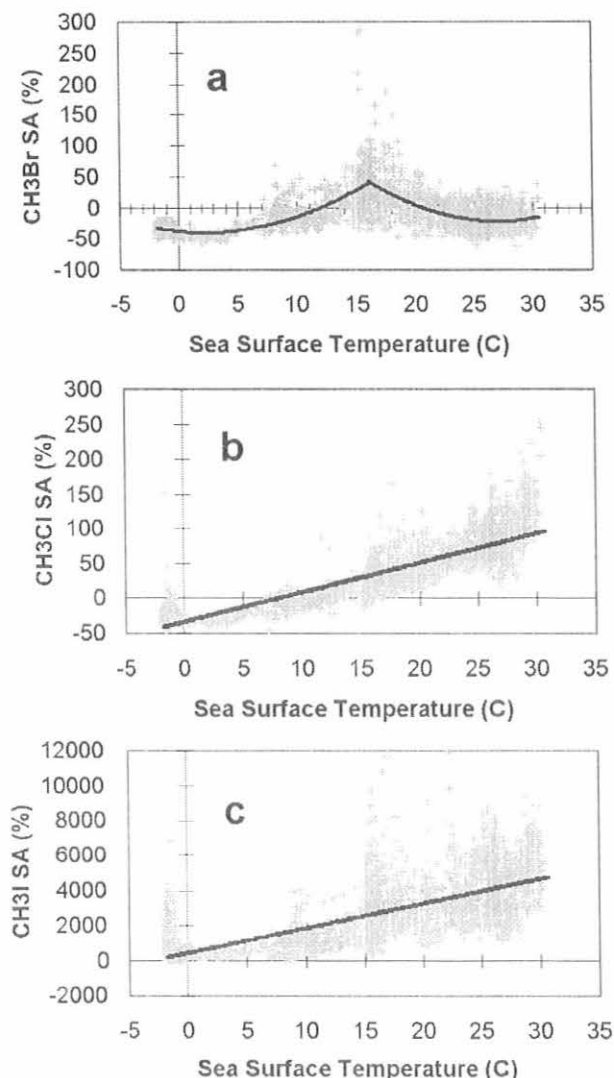 300
250
200
150
100
50
0
-50
-100
CH3Br SA (%)
a
-5 0 5 10 15 20 25 30 35
Sea Surface Temperature (C)
300
250
200
150
100
50
0
-50
CH3Cl SA (%)
b
-5 0 5 10 15 20 25 30 35
Sea Surface Temperature (C)
12000
10000
8000
6000
4000
2000
0
-2000
CH3I SA (%)
c
-5 0 5 10 15 20 25 30 35
Sea Surface Temperature (C)